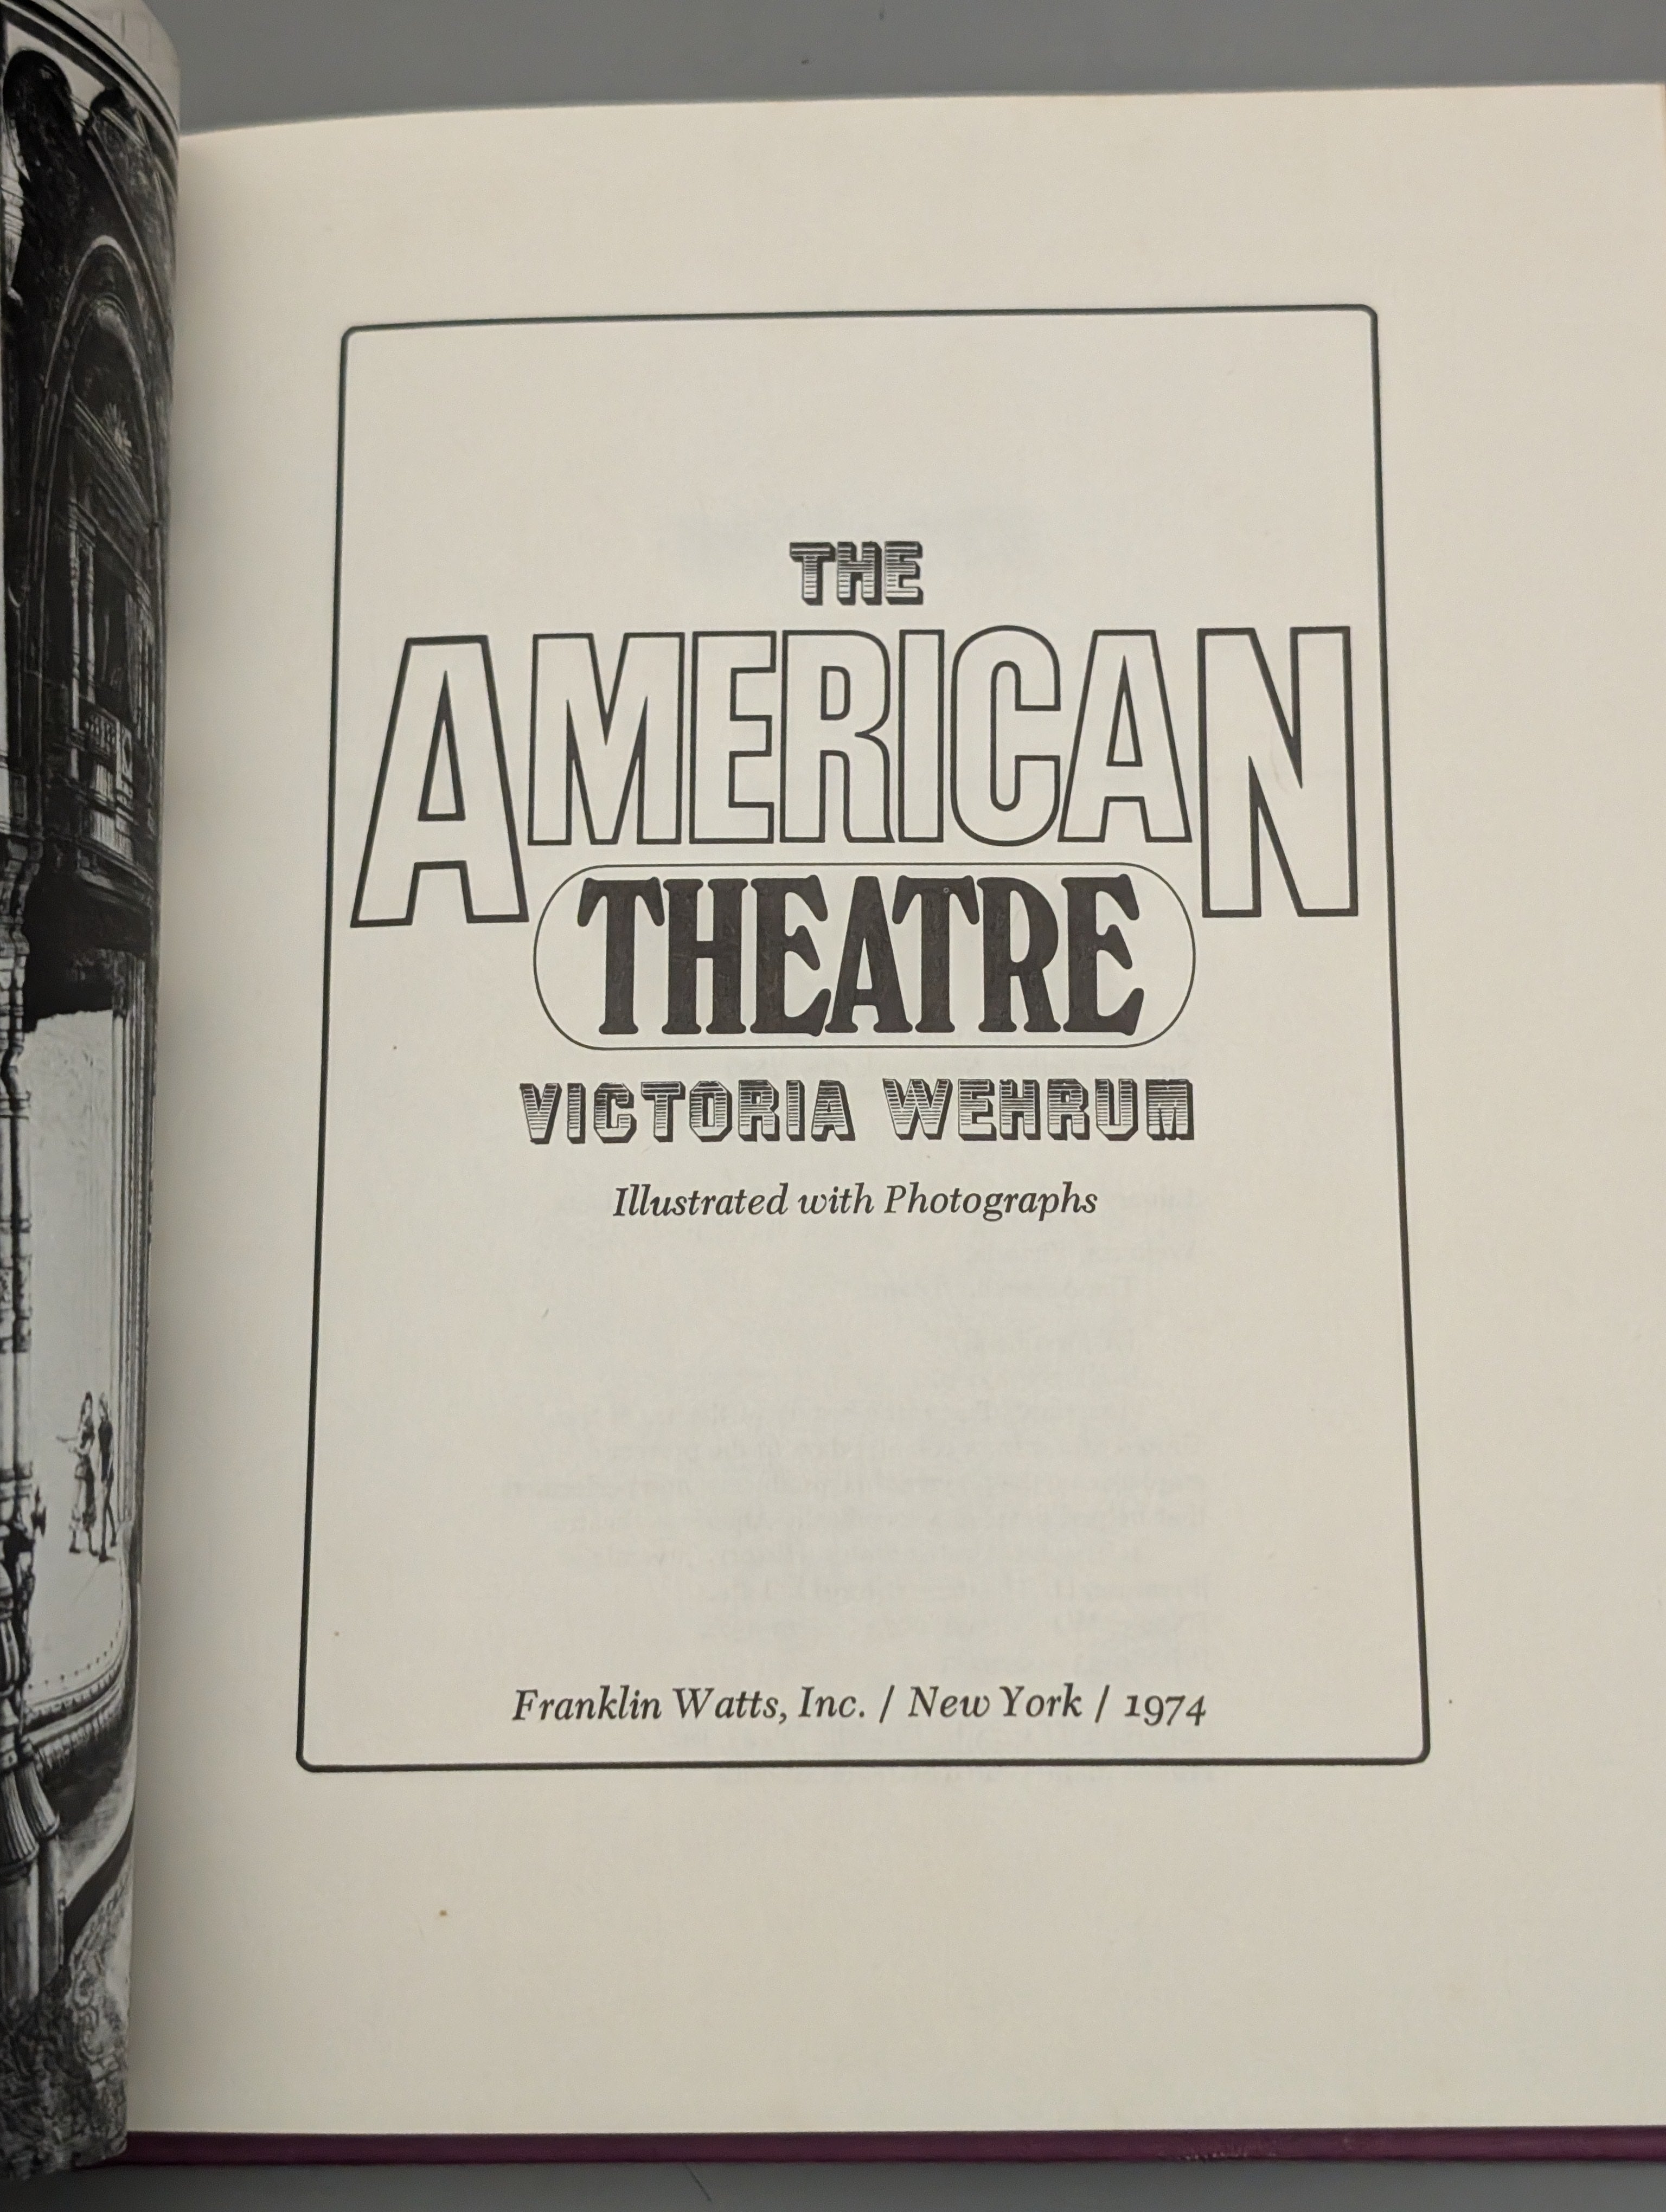 THE
AMERICAN
THEATRE
VICTORIA WEHRUM
Illustrated with Photographs
Franklin Watts, Inc. / New York / 1974